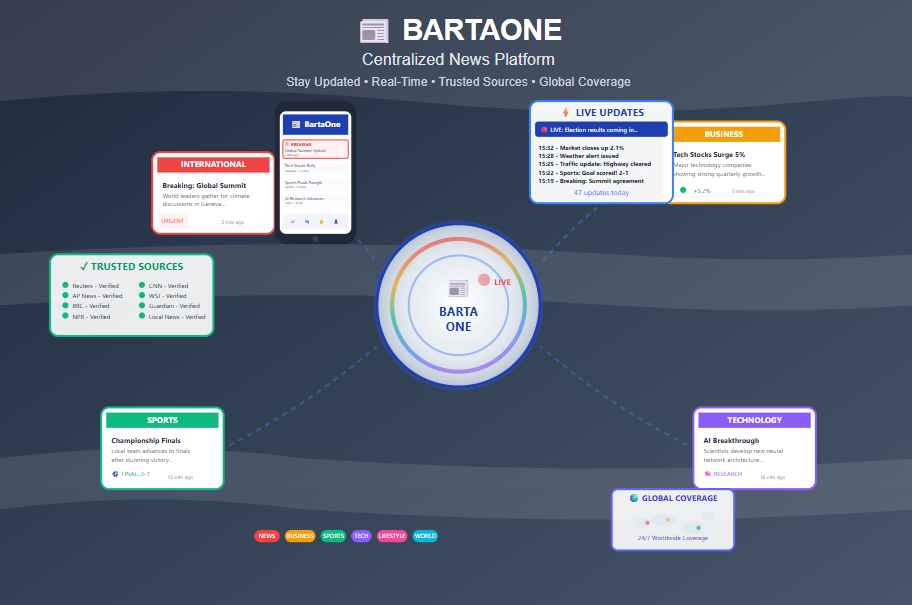 BARTAONE
Centralized News Platform
Stay Updated • Real-Time • Trusted Sources • Global Coverage
INTERNATIONAL
Breaking: Global Summit
World leaders gather for climate
discussions in Geneva...
URGENT
2 min ago
BartaOne
BREAKING
Global Summit Update
Tech Stocks Rally
Sports Finals Tonight
AI Research Advances
LIVE UPDATES
LIVE: Election results coming in..
15:32 - Market closes up 2.1%
15:28 - Weather alert issued
15:25 - Traffic update: Highway cleared
15:22 - Sports: Goal scored! 2-1
15:19 - Breaking: Summit agreement
47 updates today
BUSINESS
Tech Stocks Surge 5%
Major technology companies
showing strong quarterly growth...
+5.2%
5 min ago
✓ TRUSTED SOURCES
Reuters - Verified
AP News - Verified
BBC - Verified
NPR - Verified
CNN - Verified
WSJ - Verified
Guardian - Verified
Local News - Verified
LIVE
BARTA
ONE
SPORTS
Championship Finals
Local team advances to finals
after stunning victory...
FINAL: 3-1
12 min ago
TECHNOLOGY
AI Breakthrough
Scientists develop new neural
network architecture...
RESEARCH
18 min ago
GLOBAL COVERAGE
24/7 Worldwide Coverage
NEWS
BUSINESS
SPORTS
TECH
LIFESTYLE
WORLD